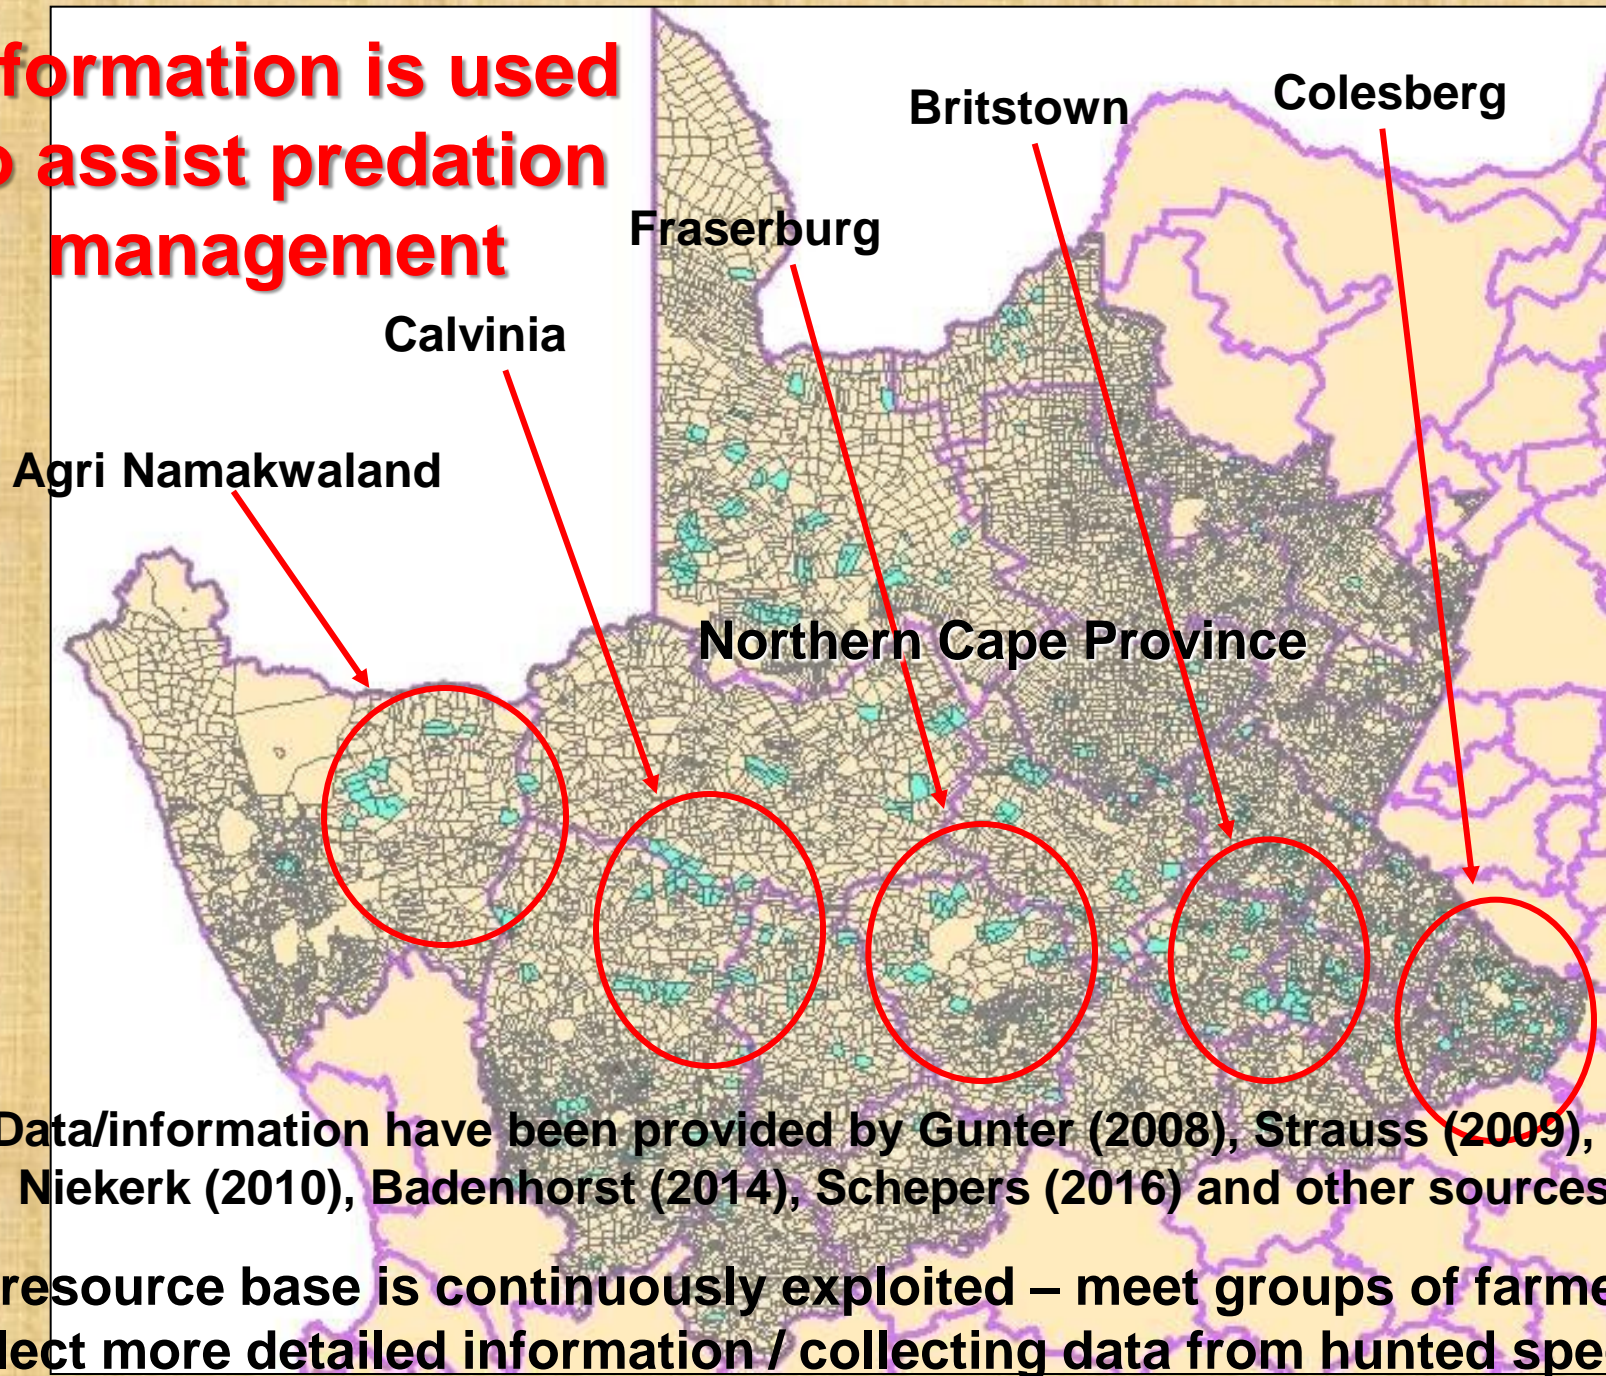 formation is used
assist predation
management
Britstown
Colesberg
Fraserburg
Calvinia
Agri Namakwaland
Northern Cape Province
Data/information have been provided by Gunter (2008), Strauss (2009),
Niekerk (2010), Badenhorst (2014), Schepers (2016) and other sources
resource base is continuously exploited – meet groups of farme
lect more detailed information / collecting data from hunted spe